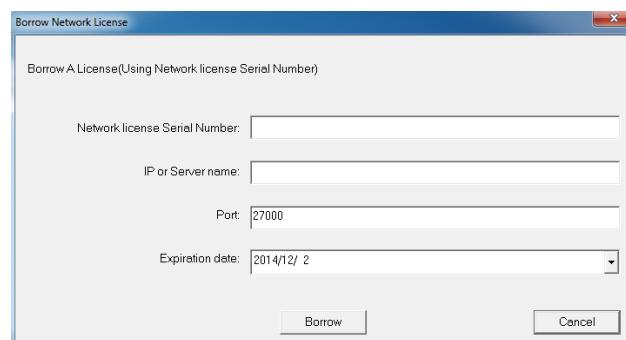 Borrow Network License
Borrow A License(Using Network license Serial Number)
Network license Serial Number:
IP or Server name:
Port: 27000
Expiration date: 2014/12/ 2
Borrow Cancel